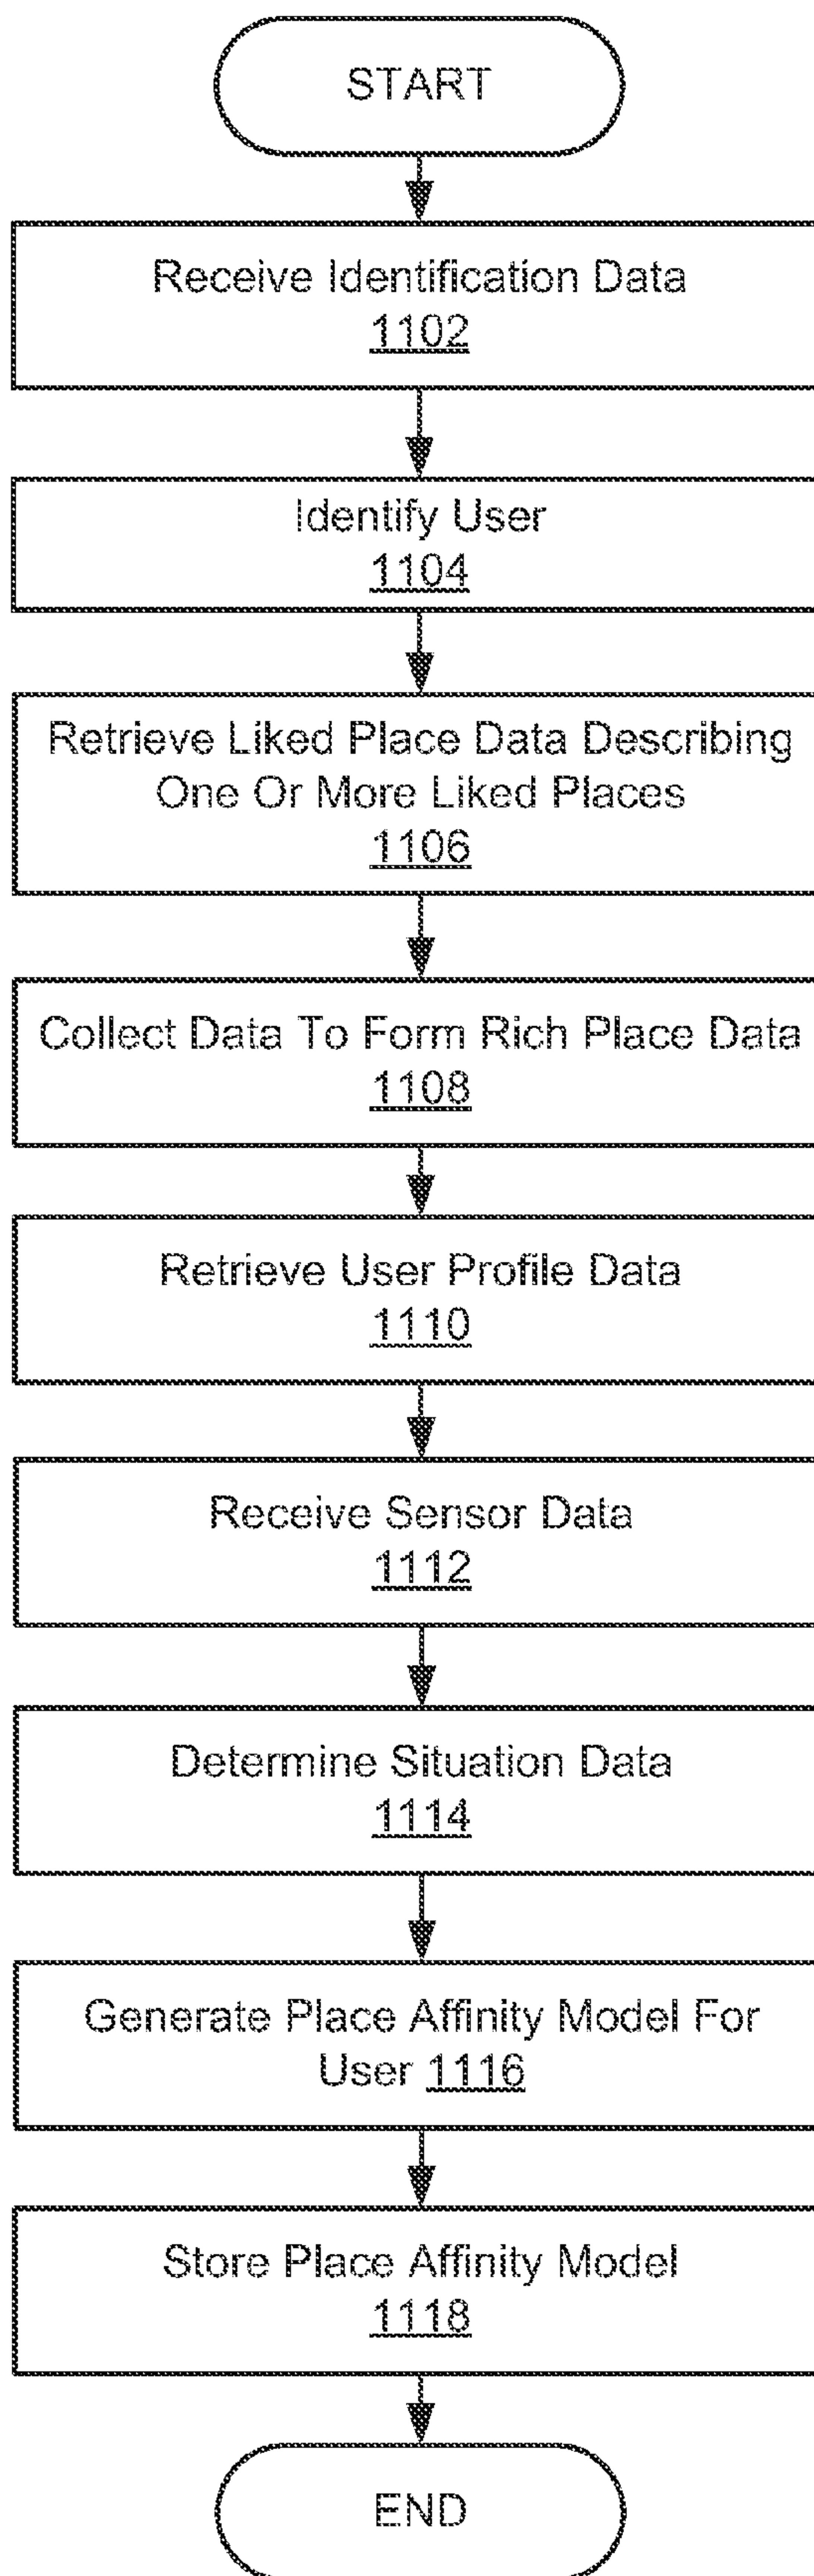 START
Receive Identification Data
1102
Identify User
1104
Retrieve Liked Place Data Describing
One Or More Liked Places
1106
Collect Data To Form Rich Place Data
1108
Retrieve User Profile Data
1110
Receive Sensor Data
1112
Determine Situation Data
1114
Generate Place Affinity Model For
User 1116
Store Place Affinity Model
1118
END